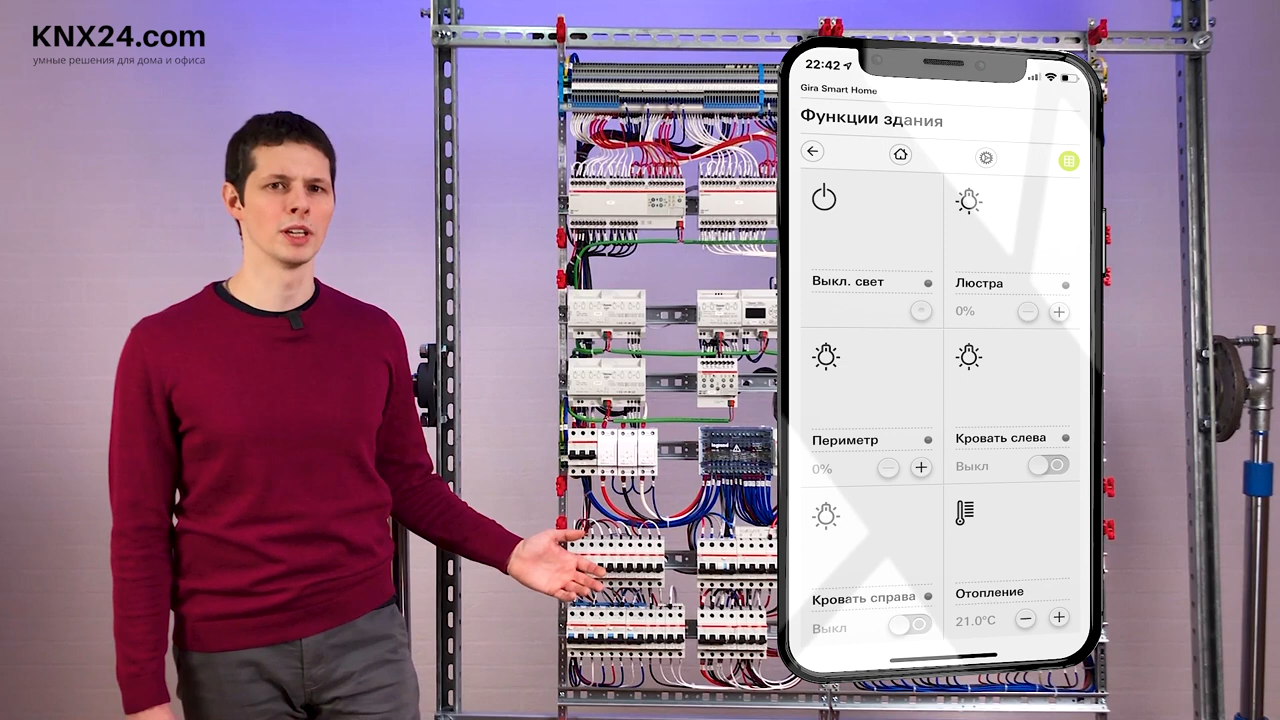 KNX24.com
умные решения для дома и офиса
22:42
Gira Smart Home
Функции здания
Выкл. свет
Люстра
0%
Периметр
0%
Кровать слева
Выкл
Кровать справа
Выкл
Отопление
21.0°C
legrand